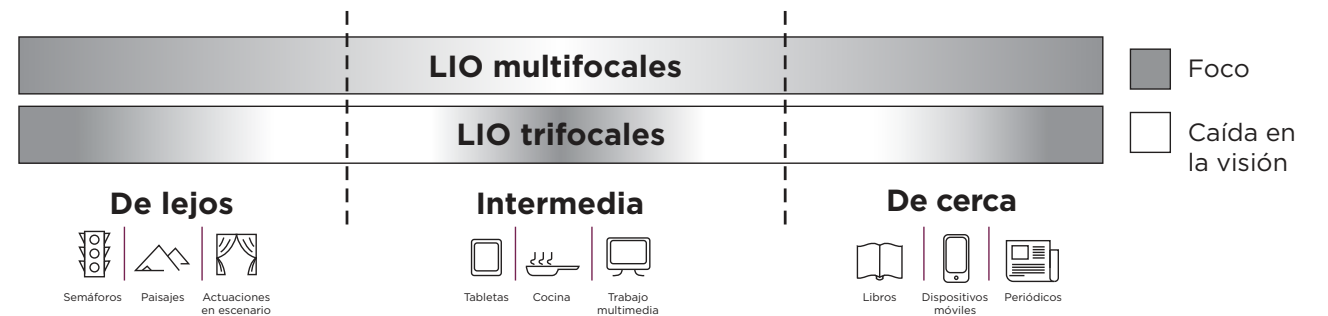 LIO multifocales
LIO trifocales
Foco
Caída en
la visión
De lejos
Intermedia
De cerca
Semáforos
Paisajes
Actuaciones
en escenario
Tabletas
Cocina
Trabajo
multimedia
Libros
Dispositivos
móviles
Periódicos